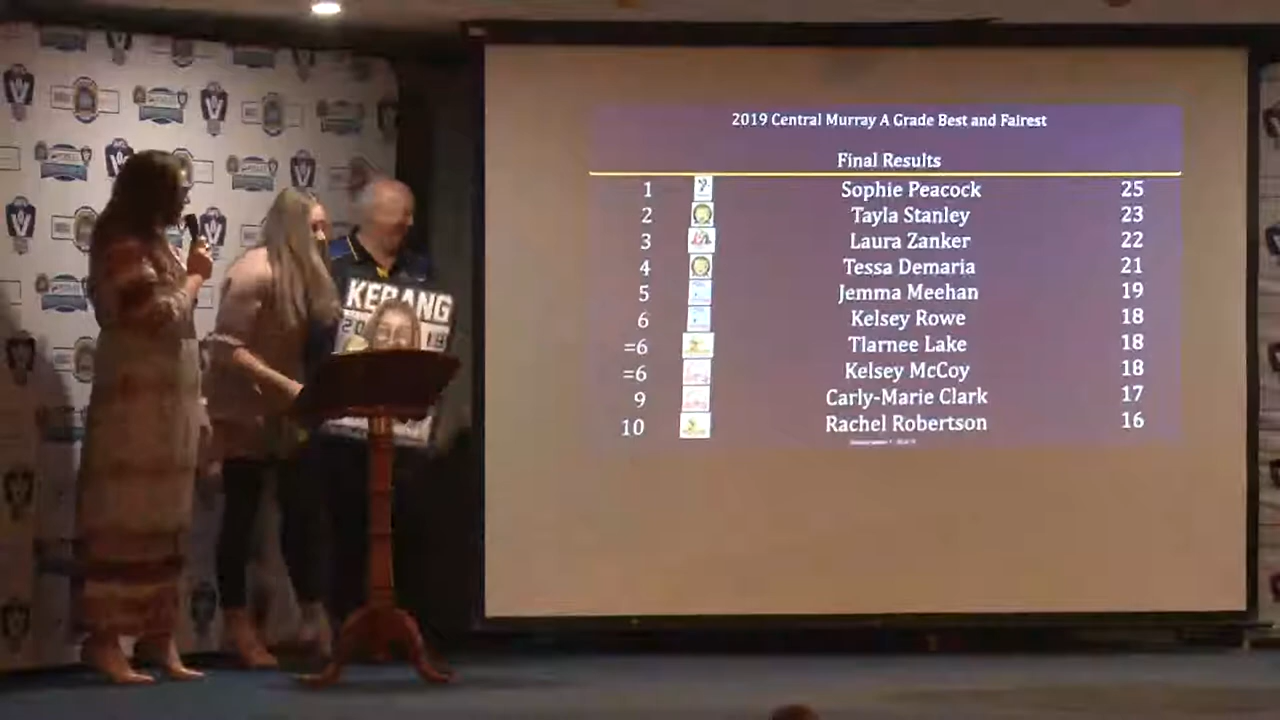 2019 Central Murray A Grade Best and Fairest
Final Results
1 Sophie Peacock 25
2 Tayla Stanley 23
3 Laura Zanker 22
4 Tessa Demaria 21
5 Jemma Meehan 19
6 Kelsey Rowe 18
=6 Tlarnee Lake 18
=6 Kelsey McCoy 18
9 Carly-Marie Clark 17
10 Rachel Robertson 16
KERANG
20 19